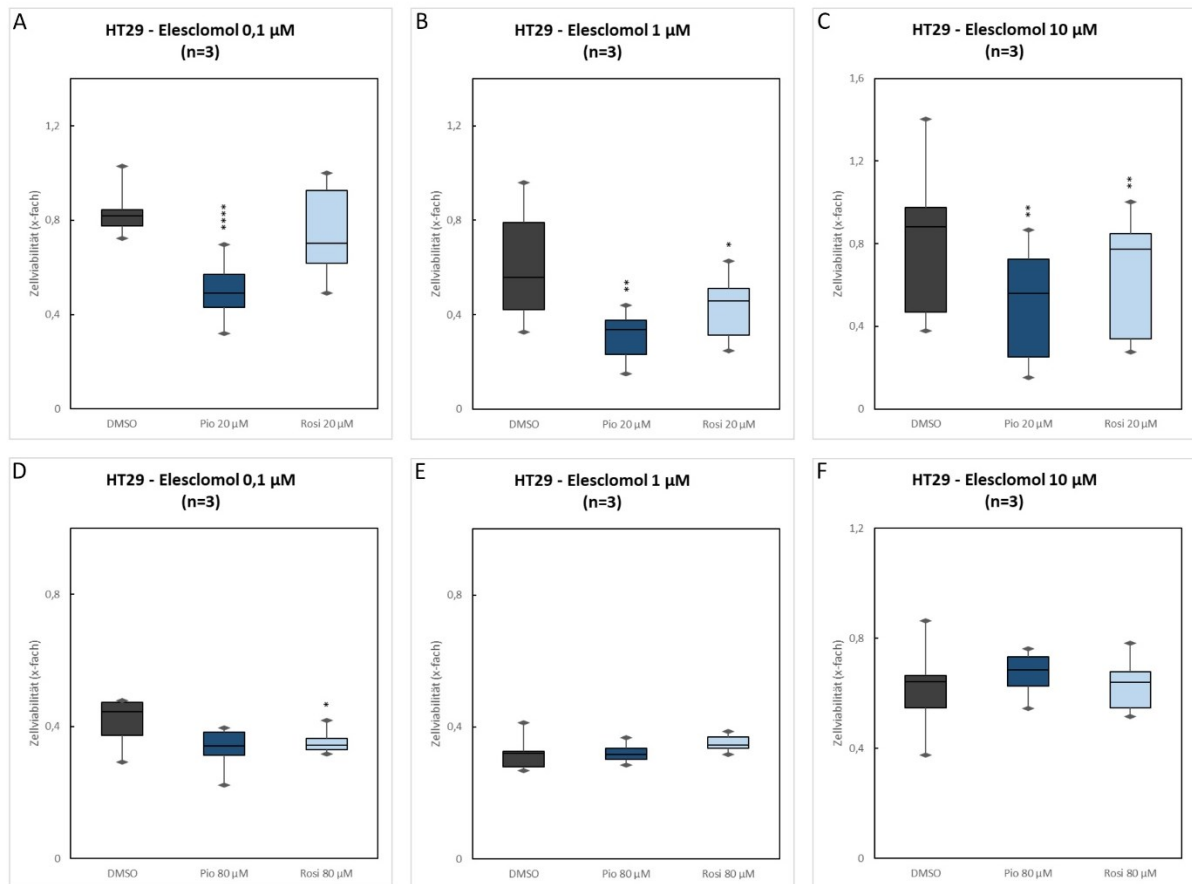 A
HT29 - Elesclomol 0,1 µM
(n=3)
Zellviabilität (x-fach)
1,2
0,8
0,4
0
****
DMSO
Pio 20 µM
Rosi 20 µM
B
HT29 - Elesclomol 1 µM
(n=3)
Zellviabilität (x-fach)
1,2
0,8
0,4
0
**
*
DMSO
Pio 20 µM
Rosi 20 µM
C
HT29 - Elesclomol 10 µM
(n=3)
Zellviabilität (x-fach)
1,6
1,2
0,8
0,4
0
**
**
DMSO
Pio 20 µM
Rosi 20 µM
D
HT29 - Elesclomol 0,1 µM
(n=3)
Zellviabilität (x-fach)
0,8
0,4
0
*
DMSO
Pio 80 µM
Rosi 80 µM
E
HT29 - Elesclomol 1 µM
(n=3)
Zellviabilität (x-fach)
0,8
0,4
0
DMSO
Pio 80 µM
Rosi 80 µM
F
HT29 - Elesclomol 10 µM
(n=3)
Zellviabilität (x-fach)
1,2
0,8
0,4
0
DMSO
Pio 80 µM
Rosi 80 µM